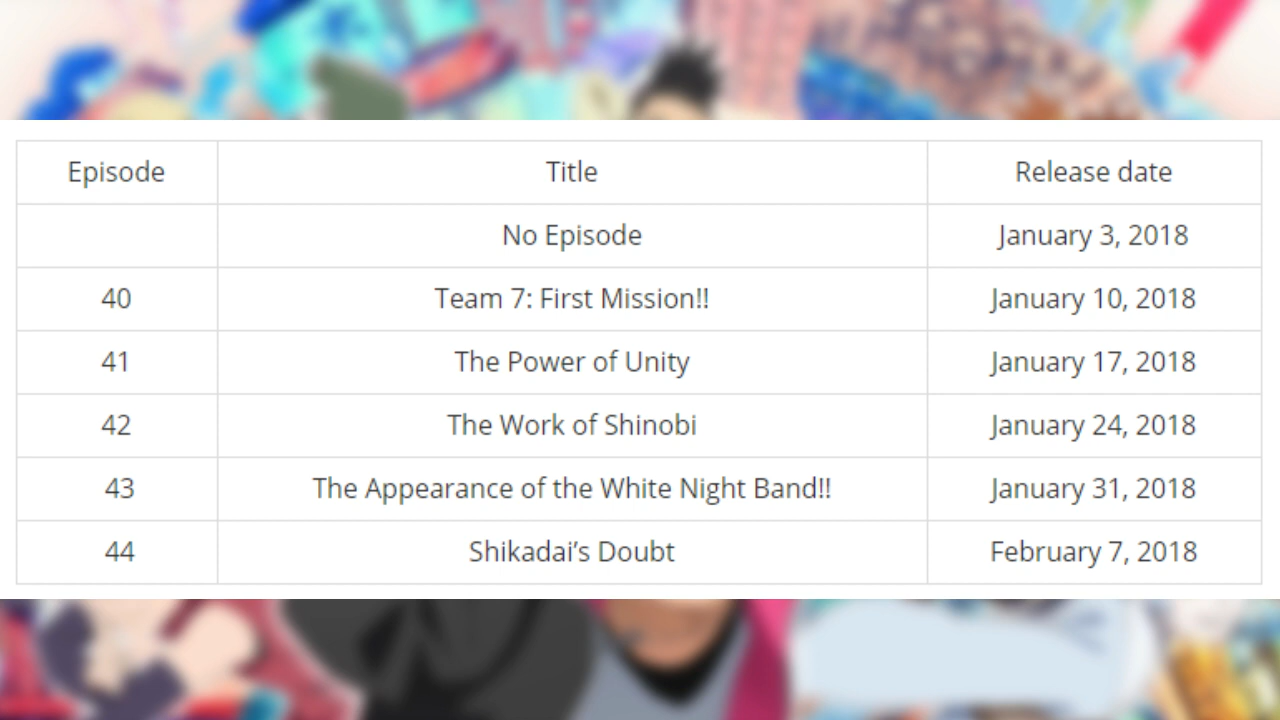 Episode Title Release date
No Episode January 3, 2018
40 Team 7: First Mission!! January 10, 2018
41 The Power of Unity January 17, 2018
42 The Work of Shinobi January 24, 2018
43 The Appearance of the White Night Band!! January 31, 2018
44 Shikadai’s Doubt February 7, 2018